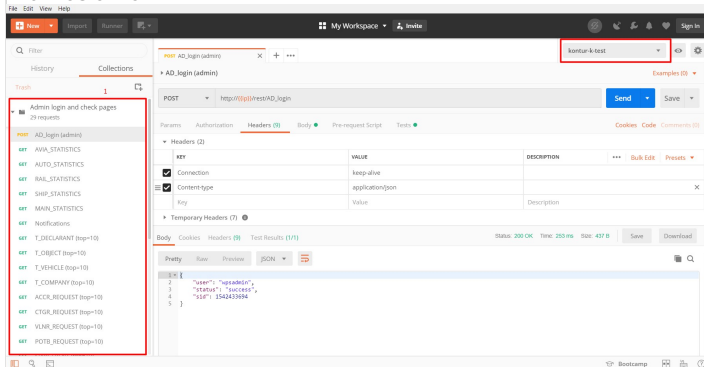 File Edit View Help
New Import Runner
My Workspace Invite
Sign In
Filter
History Collections
Trash 1
Admin login and check pages
29 requests
POST AD_login (admin)
GET AVIA_STATISTICS
GET AUTO_STATISTICS
GET RAIL_STATISTICS
GET SHIP_STATISTICS
GET MAIN_STATISTICS
GET Notifications
GET T_DECLARANT (top=10)
GET T_OBJECT (top=10)
GET T_VEHICLE (top=10)
GET T_COMPANY (top=10)
GET ACCR_REQUEST (top=10)
GET CTGR_REQUEST (top=10)
GET VLNR_REQUEST (top=10)
GET POTB_REQUEST (top=10)
POST AD_login (admin)
kontur-k-test
AD_login (admin) Examples (0)
POST http://{{ip}}/rest/AD_login Send Save
Params Authorization Headers (9) Body Pre-request Script Tests Cookies Code Comments (0)
Headers (2)
KEY VALUE DESCRIPTION Bulk Edit Presets
Connection keep-alive
Content-type application/json
Key Value Description
Temporary Headers (7)
Body Cookies Headers (9) Test Results (1/1) Status: 200 OK Time: 203 ms Size: 437 B Save Download
Pretty Raw Preview JSON
1 {
2 "user": "wpsadmin",
3 "status": "success",
4 "sid": 1542433694
5 }
Bootcamp